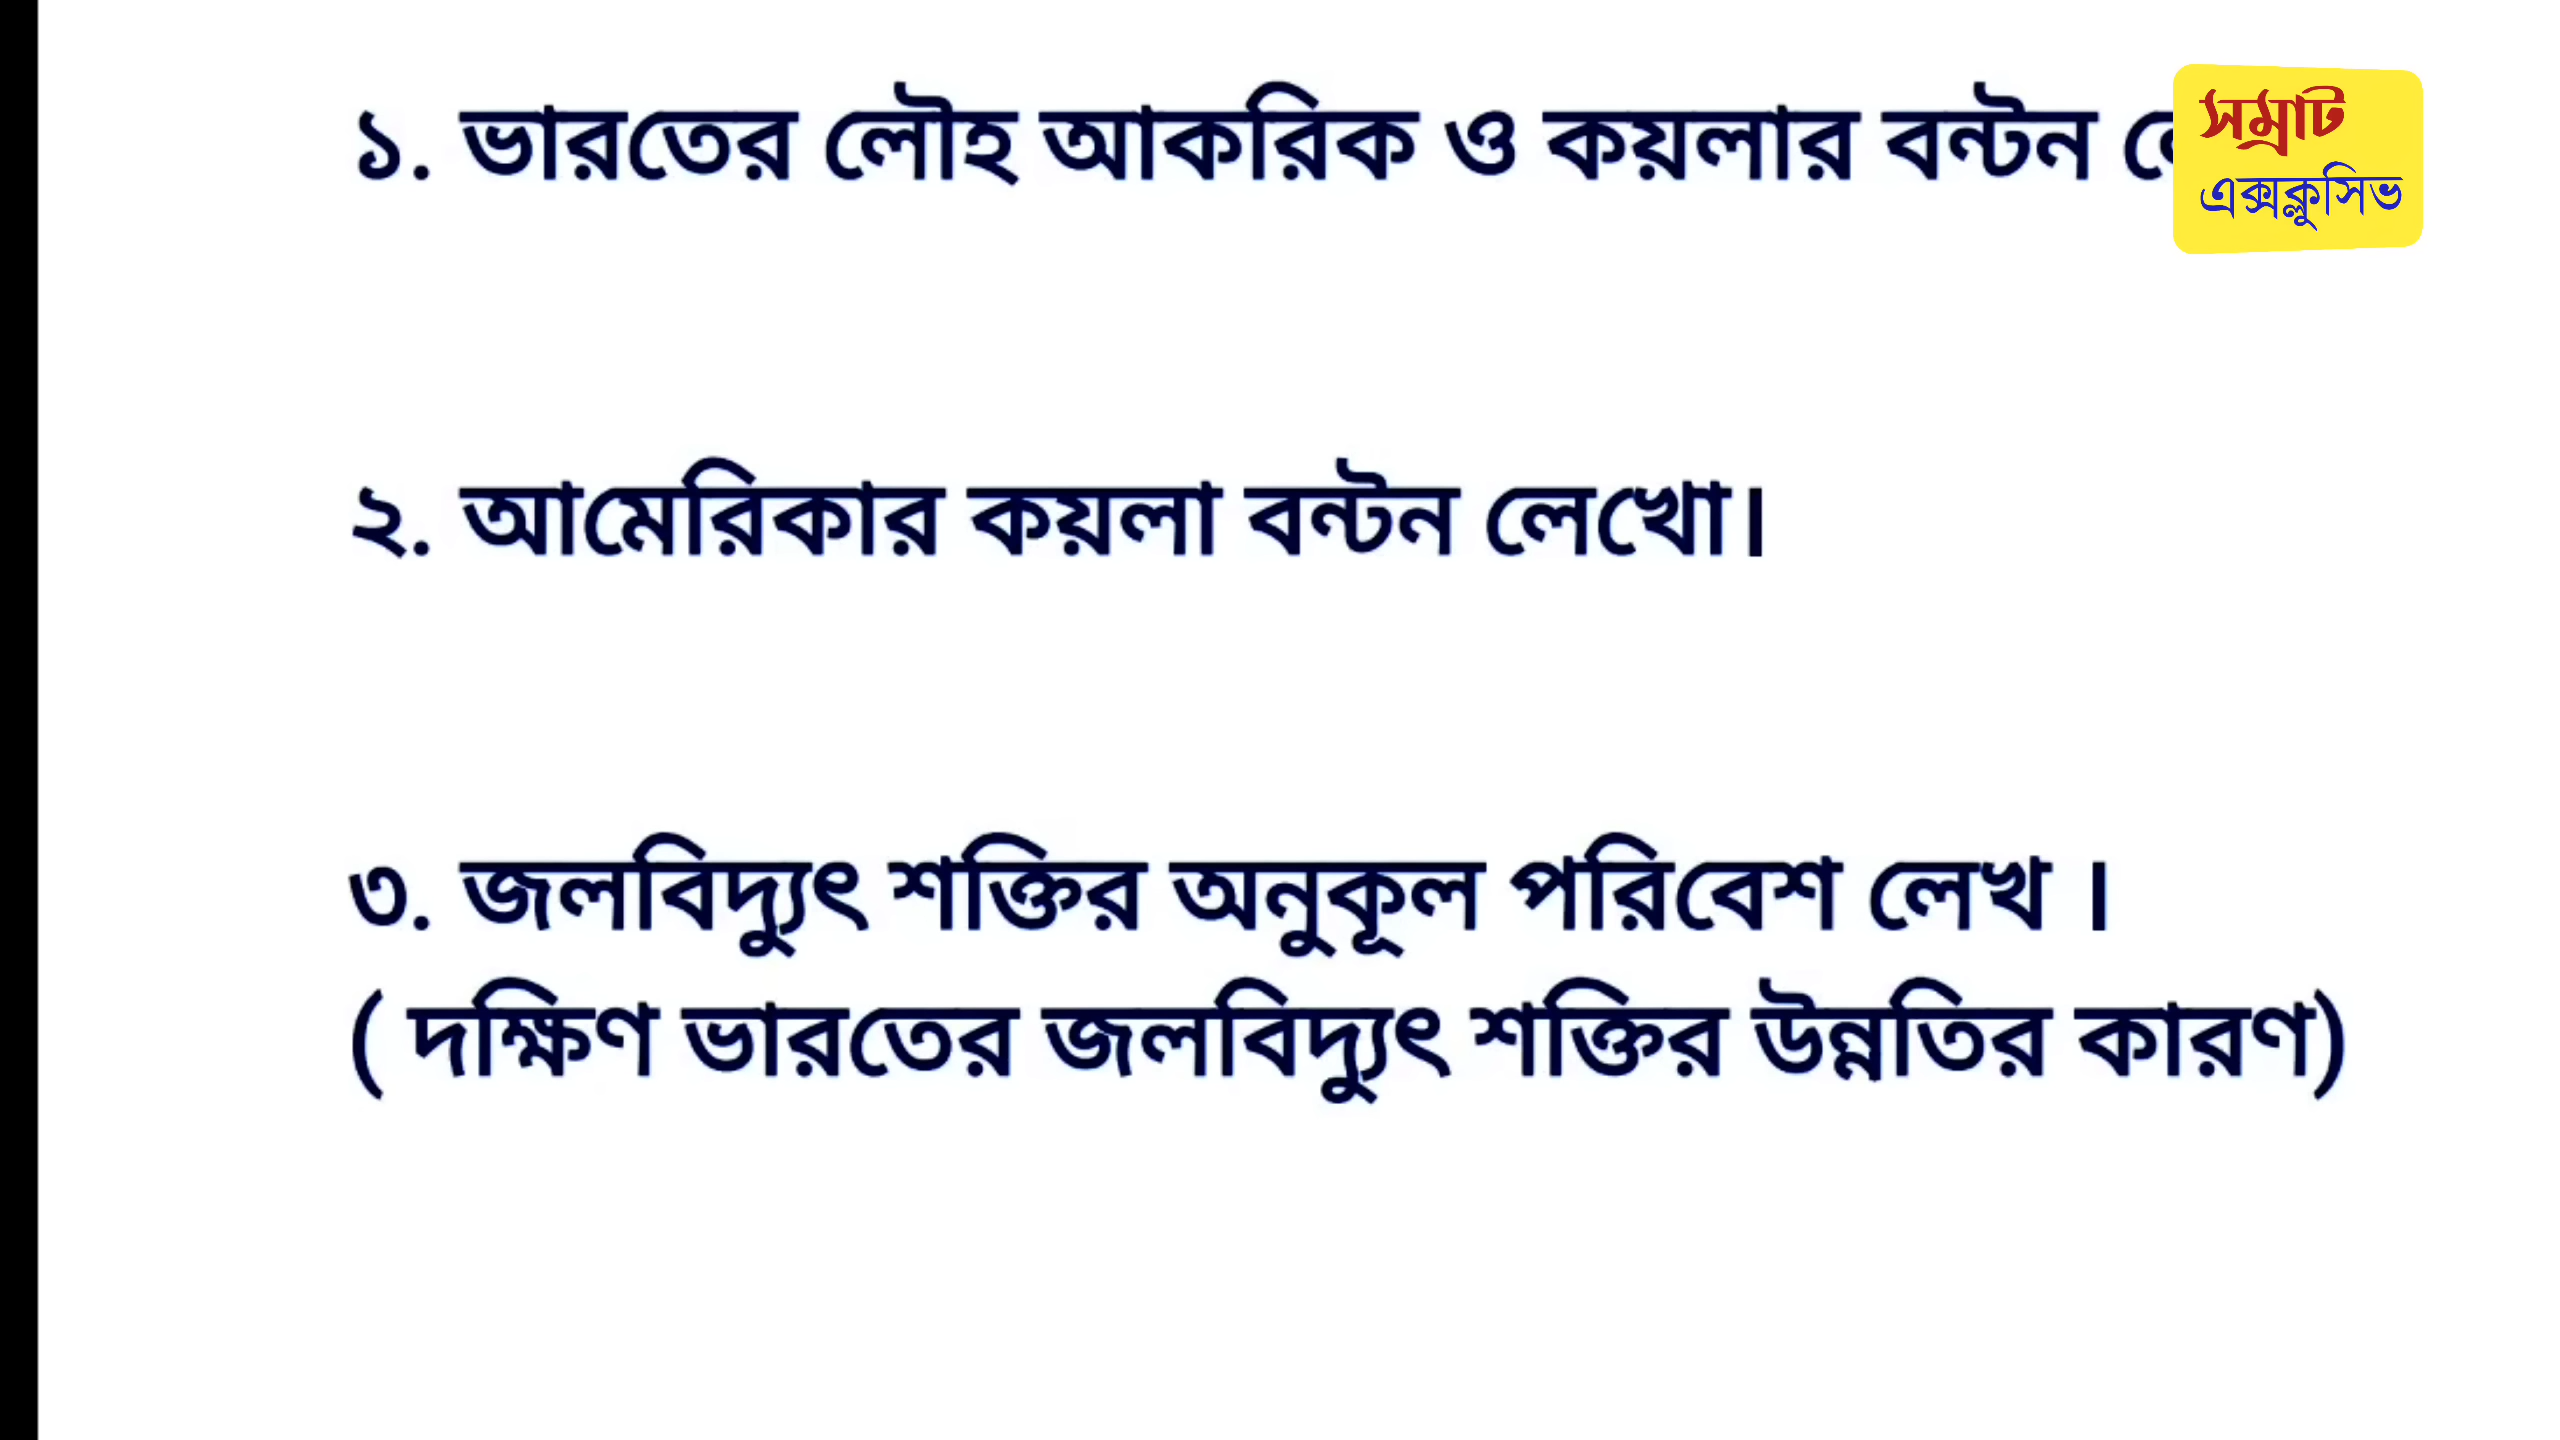 ১. ভারতের লৌহ আকরিক ও কয়লার বন্টন
সম্রাট
এক্সক্লুসিভ
২. আমেরিকার কয়লা বন্টন লেখো।
৩. জলবিদ্যুৎ শক্তির অনুকূল পরিবেশ লেখ ।
( দক্ষিণ ভারতের জলবিদ্যুৎ শক্তির উন্নতির কারণ)